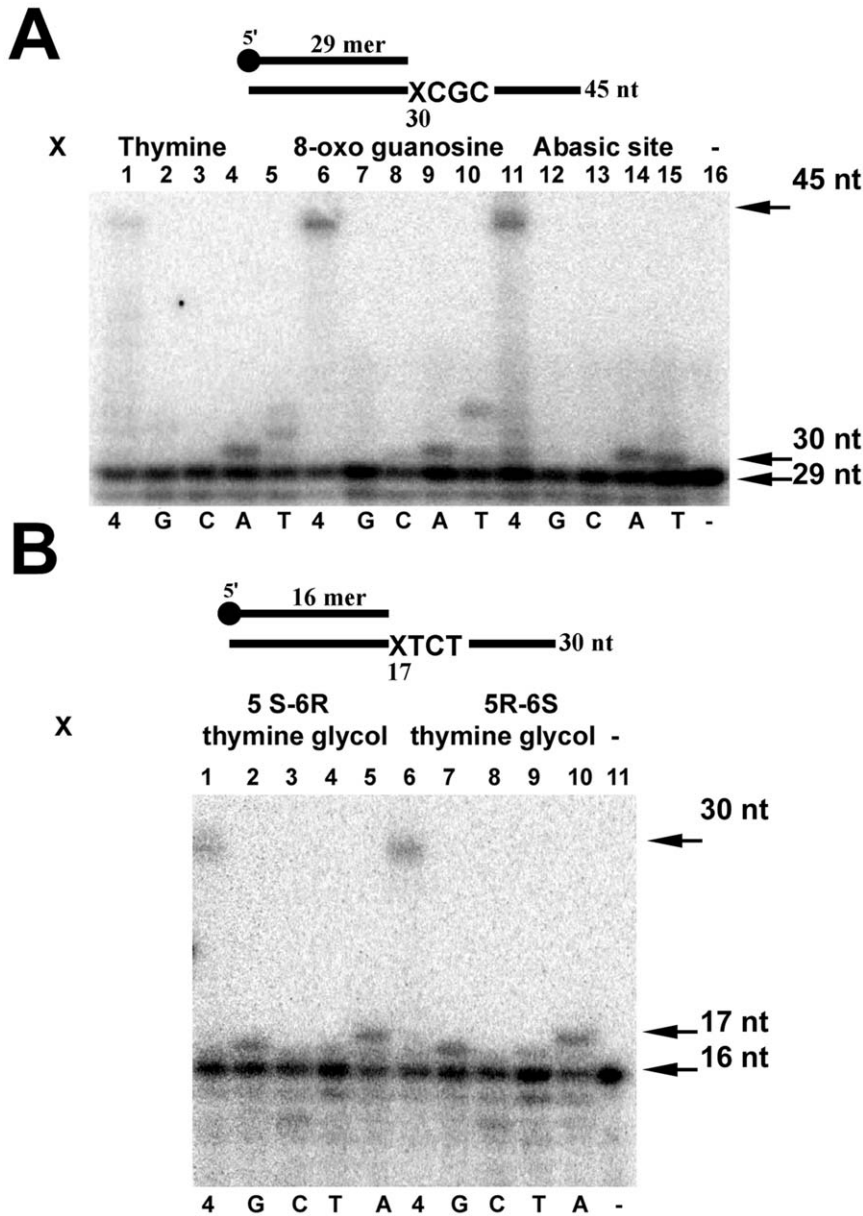 A
5'
29 mer
XCGC
45 nt
30
X Thymine 8-oxo guanosine Abasic site -
1 2 3 4 5 6 7 8 9 10 11 12 13 14 15 16
45 nt
30 nt
29 nt
4 G C A T 4 G C A T 4 G C A T -
B
5'
16 mer
XTCT
30 nt
17
5 S-6R 5R-6S
X thymine glycol thymine glycol -
1 2 3 4 5 6 7 8 9 10 11
30 nt
17 nt
16 nt
4 G C T A 4 G C T A -